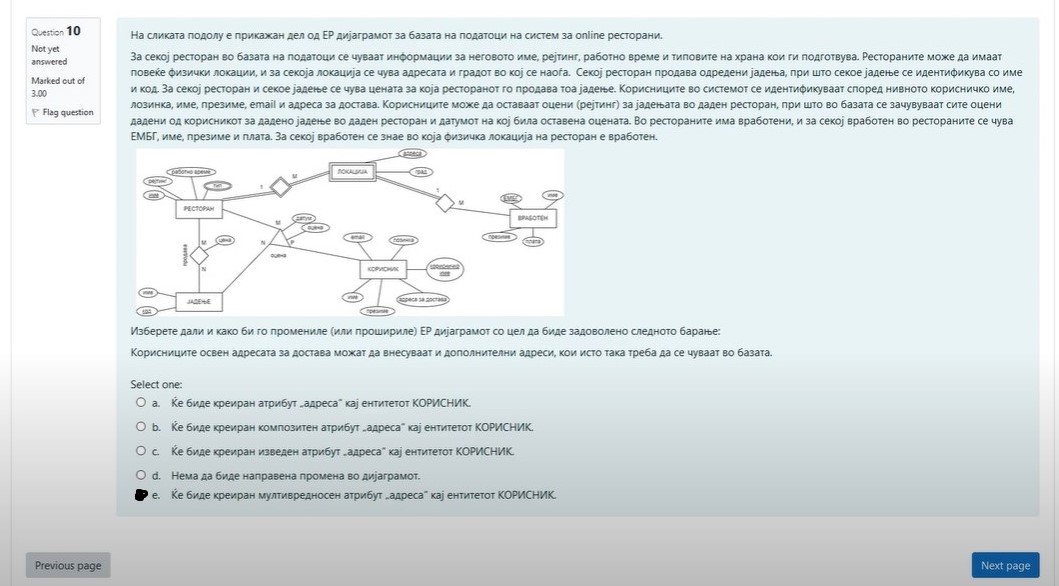 Question 10
Not yet
answered
Marked out of
3.00
Flag question
На сликата подолу е прикажан дел од ЕР дијаграмот за базата на податоци на систем за online ресторани.
За секој ресторан во базата на податоци се чуваат информации за неговото име, рејтинг, работно време и типовите на храна кои ги подготвува. Рестораните може да имаат
повеќе физички локации, и за секоја локација се чува адресата и градот во кој се наоѓа. Секој ресторан продава одредени јадења, при што секое јадење се идентификува со име
и код. За секој ресторан и секое јадење се чува цената за која ресторанот го продава тоа јадење. Корисниците во системот се идентификуваат според нивното корисничко име,
лозинка, име, презиме, email и адреса за достава. Корисниците може да оставаат оцени (рејтинг) за јадењата во даден ресторан, при што во базата се зачувуваат сите оцени
дадени од корисникот за дадено јадење во даден ресторан и датумот на кој била оставена оцената. Во рестораните има вработени, и за секој вработен во рестораните се чува
ЕМБГ, име, презиме и плата. За секој вработен се знае во која физичка локација на ресторан е вработен.
адреса
ЛОКАЦИЈА
град
работно време
рејтинг
тип
име
1
M
РЕСТОРАН
1
M
ЕМБГ
име
ВРАБОТЕН
презиме
плата
датум
оцена
M
N
P
оцена
продава
M
цена
N
email
лозинка
КОРИСНИК
корисничко
име
име
адреса за достава
презиме
име
ЈАДЕЊЕ
код
Изберете дали и како би го промениле (или прошириле) ЕР дијаграмот со цел да биде задоволено следното барање:
Корисниците освен адресата за достава можат да внесуваат и дополнителни адреси, кои исто така треба да се чуваат во базата.
Select one:
a. Ќе биде креиран атрибут „адреса“ кај ентитетот КОРИСНИК.
b. Ќе биде креиран композитен атрибут „адреса“ кај ентитетот КОРИСНИК.
c. Ќе биде креиран изведен атрибут „адреса“ кај ентитетот КОРИСНИК.
d. Нема да биде направена промена во дијаграмот.
e. Ќе биде креиран мултивредносен атрибут „адреса“ кај ентитетот КОРИСНИК.
Previous page
Next page